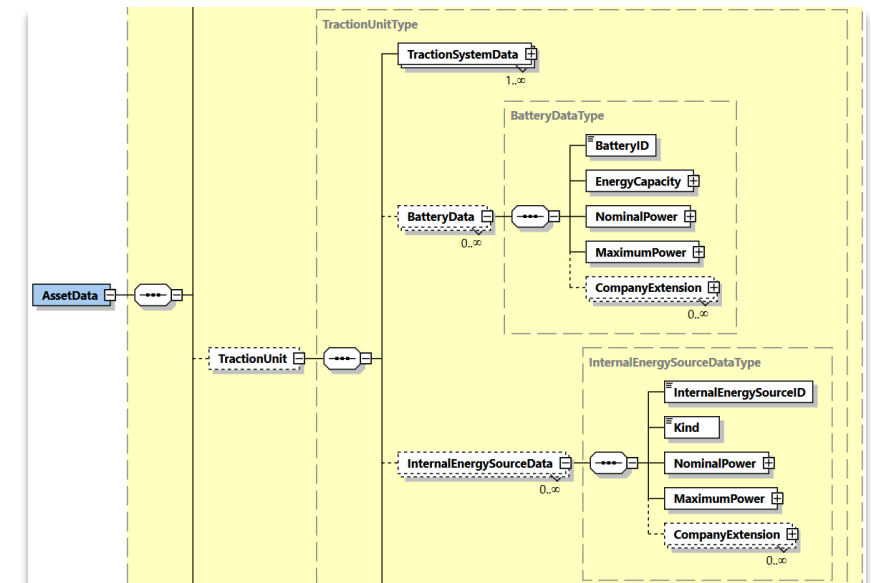 TractionUnitType
TractionSystemData
1..∞
BatteryDataType
BatteryID
EnergyCapacity
BatteryData
NominalPower
0..∞
MaximumPower
CompanyExtension
0..∞
AssetData
TractionUnit
InternalEnergySourceDataType
InternalEnergySourceID
Kind
InternalEnergySourceData
NominalPower
0..∞
MaximumPower
CompanyExtension
0..∞